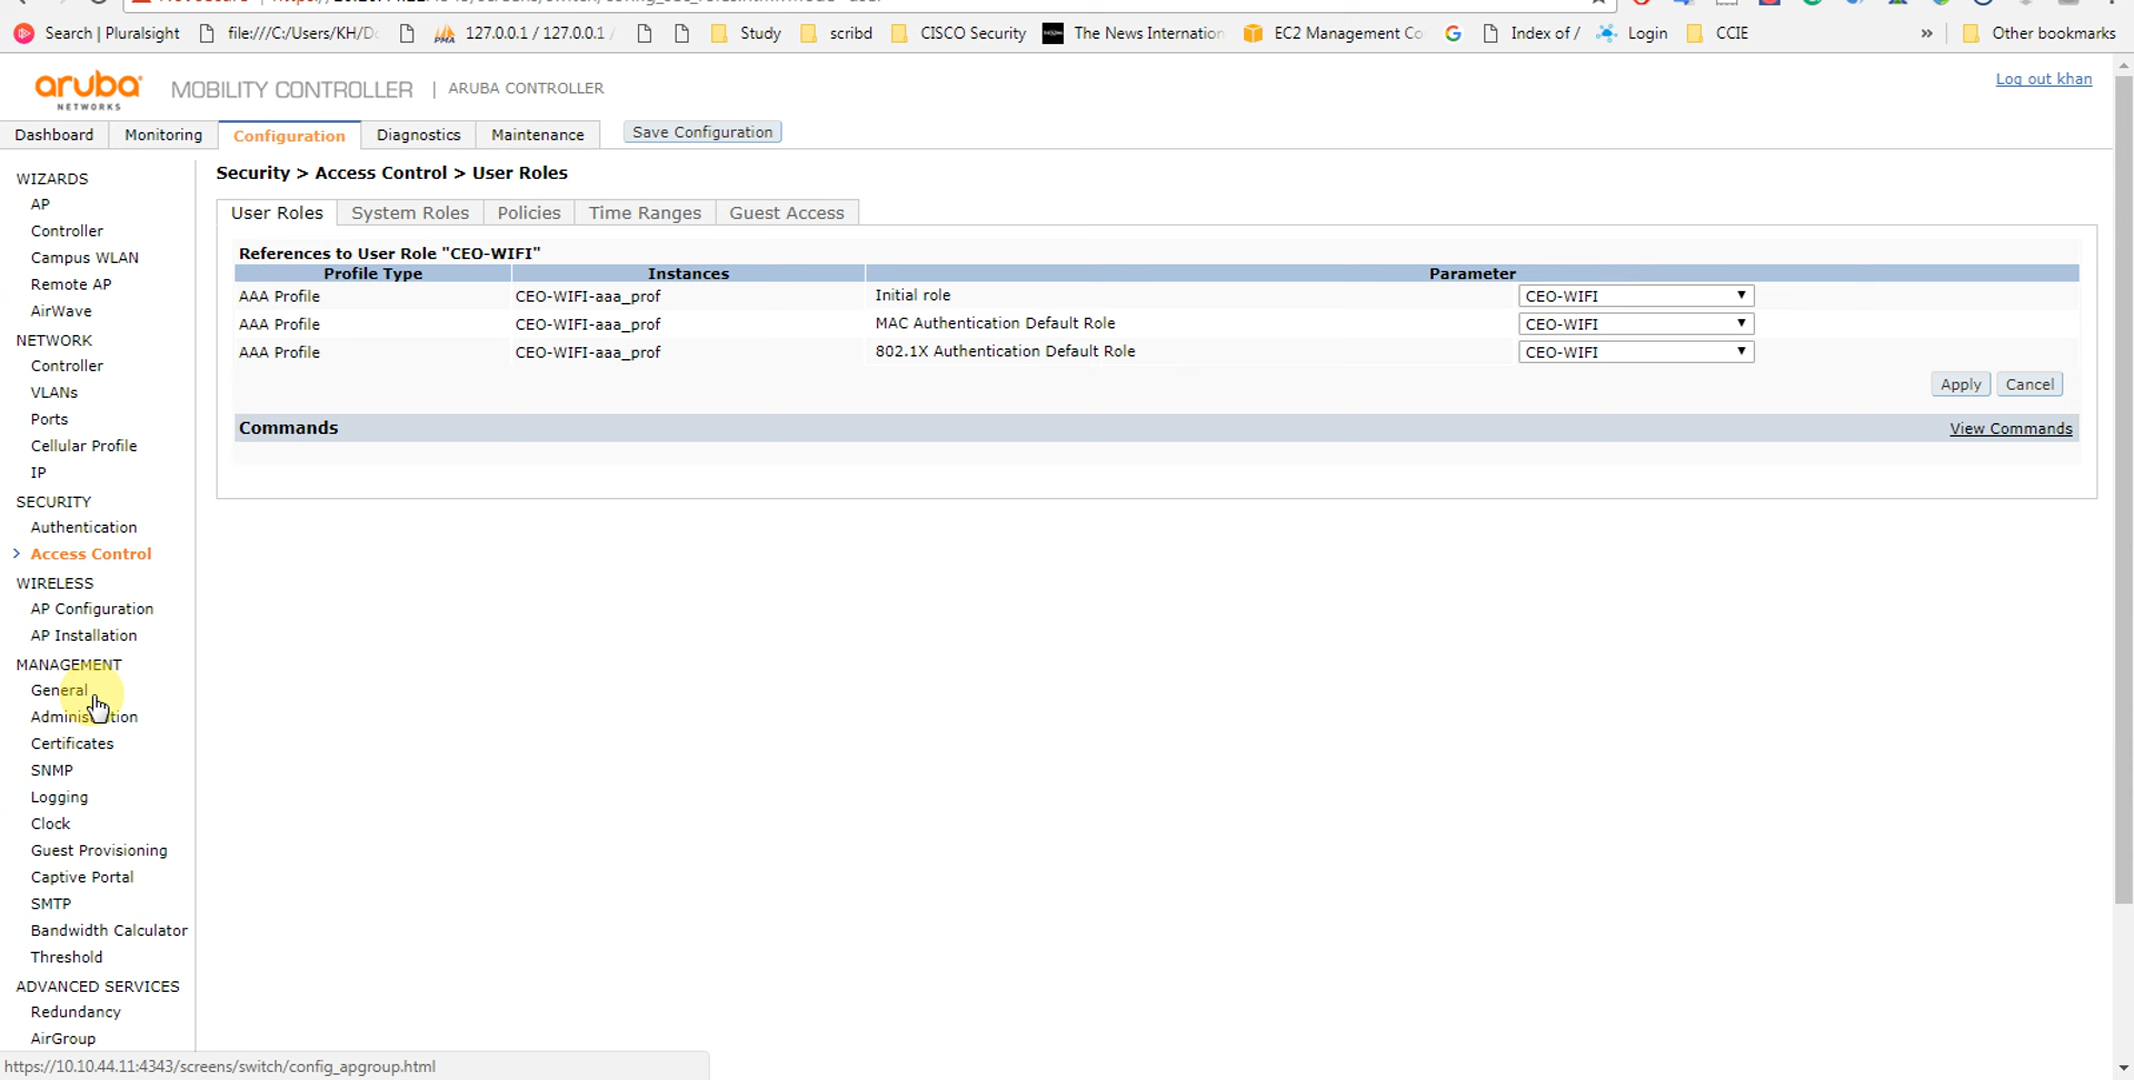 Search | Pluralsight file:///C:/Users/KH/Do 127.0.0.1 / 127.0.0.1 / Study scribd CISCO Security The News Internation EC2 Management Co Index of / Login CCIE » Other bookmarks
aruba NETWORKS MOBILITY CONTROLLER | ARUBA CONTROLLER Log out khan
Dashboard Monitoring Configuration Diagnostics Maintenance Save Configuration
WIZARDS
AP
Controller
Campus WLAN
Remote AP
AirWave
NETWORK
Controller
VLANs
Ports
Cellular Profile
IP
SECURITY
Authentication
> Access Control
WIRELESS
AP Configuration
AP Installation
MANAGEMENT
General
Administration
Certificates
SNMP
Logging
Clock
Guest Provisioning
Captive Portal
SMTP
Bandwidth Calculator
Threshold
ADVANCED SERVICES
Redundancy
AirGroup
Security > Access Control > User Roles
User Roles System Roles Policies Time Ranges Guest Access
References to User Role "CEO-WIFI"
Profile Type Instances Parameter
AAA Profile CEO-WIFI-aaa_prof Initial role CEO-WIFI
AAA Profile CEO-WIFI-aaa_prof MAC Authentication Default Role CEO-WIFI
AAA Profile CEO-WIFI-aaa_prof 802.1X Authentication Default Role CEO-WIFI
Apply Cancel
Commands View Commands
https://10.10.44.11:4343/screens/switch/config_apgroup.html